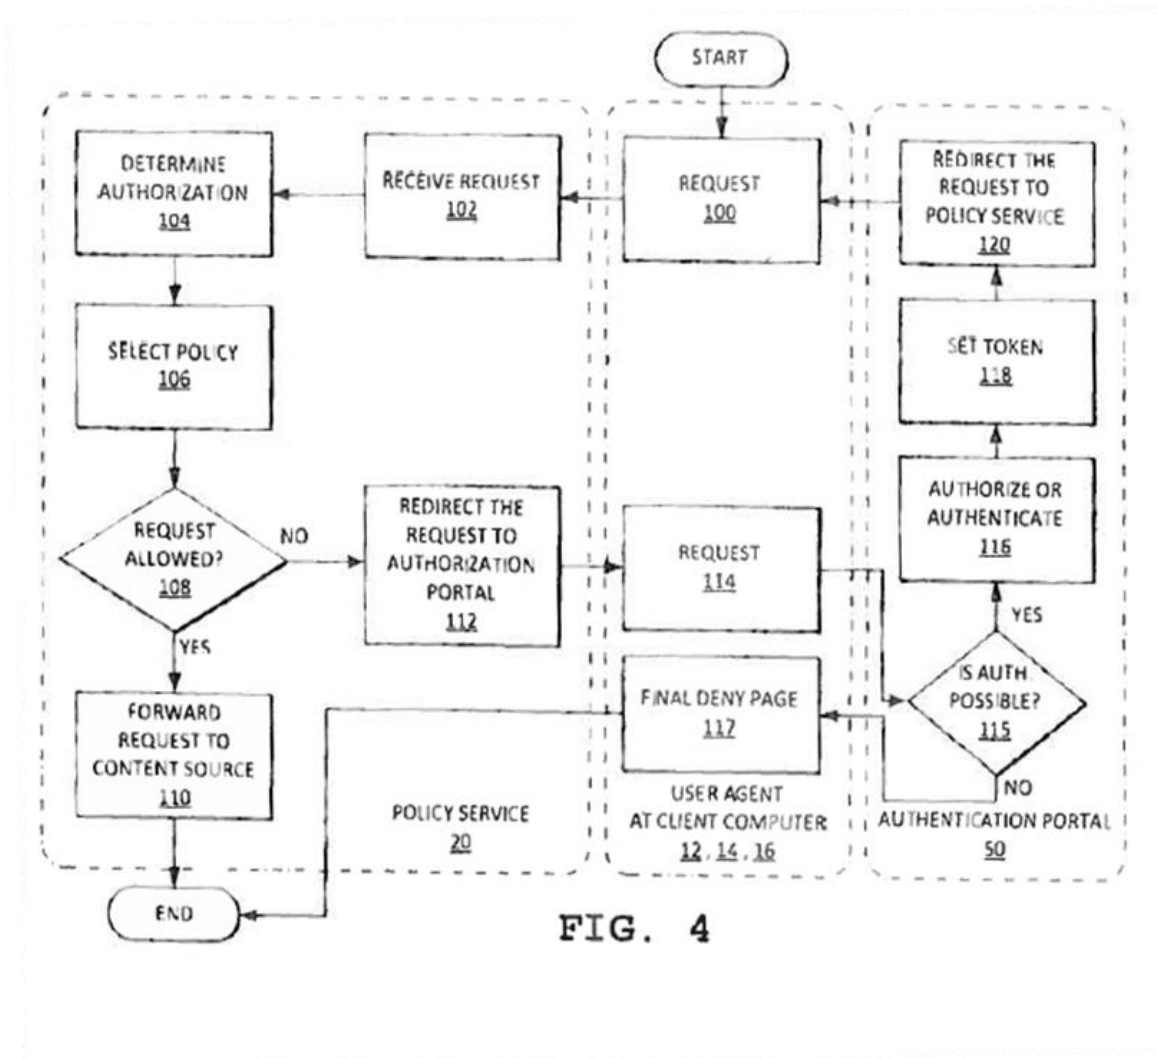 START
DETERMINE
AUTHORIZATION
104
RECEIVE REQUEST
102
REQUEST
100
REDIRECT THE
REQUEST TO
POLICY SERVICE
120
SELECT POLICY
106
SET TOKEN
118
REQUEST
ALLOWED?
108
NO
YES
REDIRECT THE
REQUEST TO
AUTHORIZATION
PORTAL
112
REQUEST
114
AUTHORIZE OR
AUTHENTICATE
116
YES
IS AUTH.
POSSIBLE?
115
NO
FORWARD
REQUEST TO
CONTENT SOURCE
110
FINAL DENY PAGE
117
POLICY SERVICE
20
USER AGENT
AT CLIENT COMPUTER
12, 14, 16
AUTHENTICATION PORTAL
50
END
FIG. 4